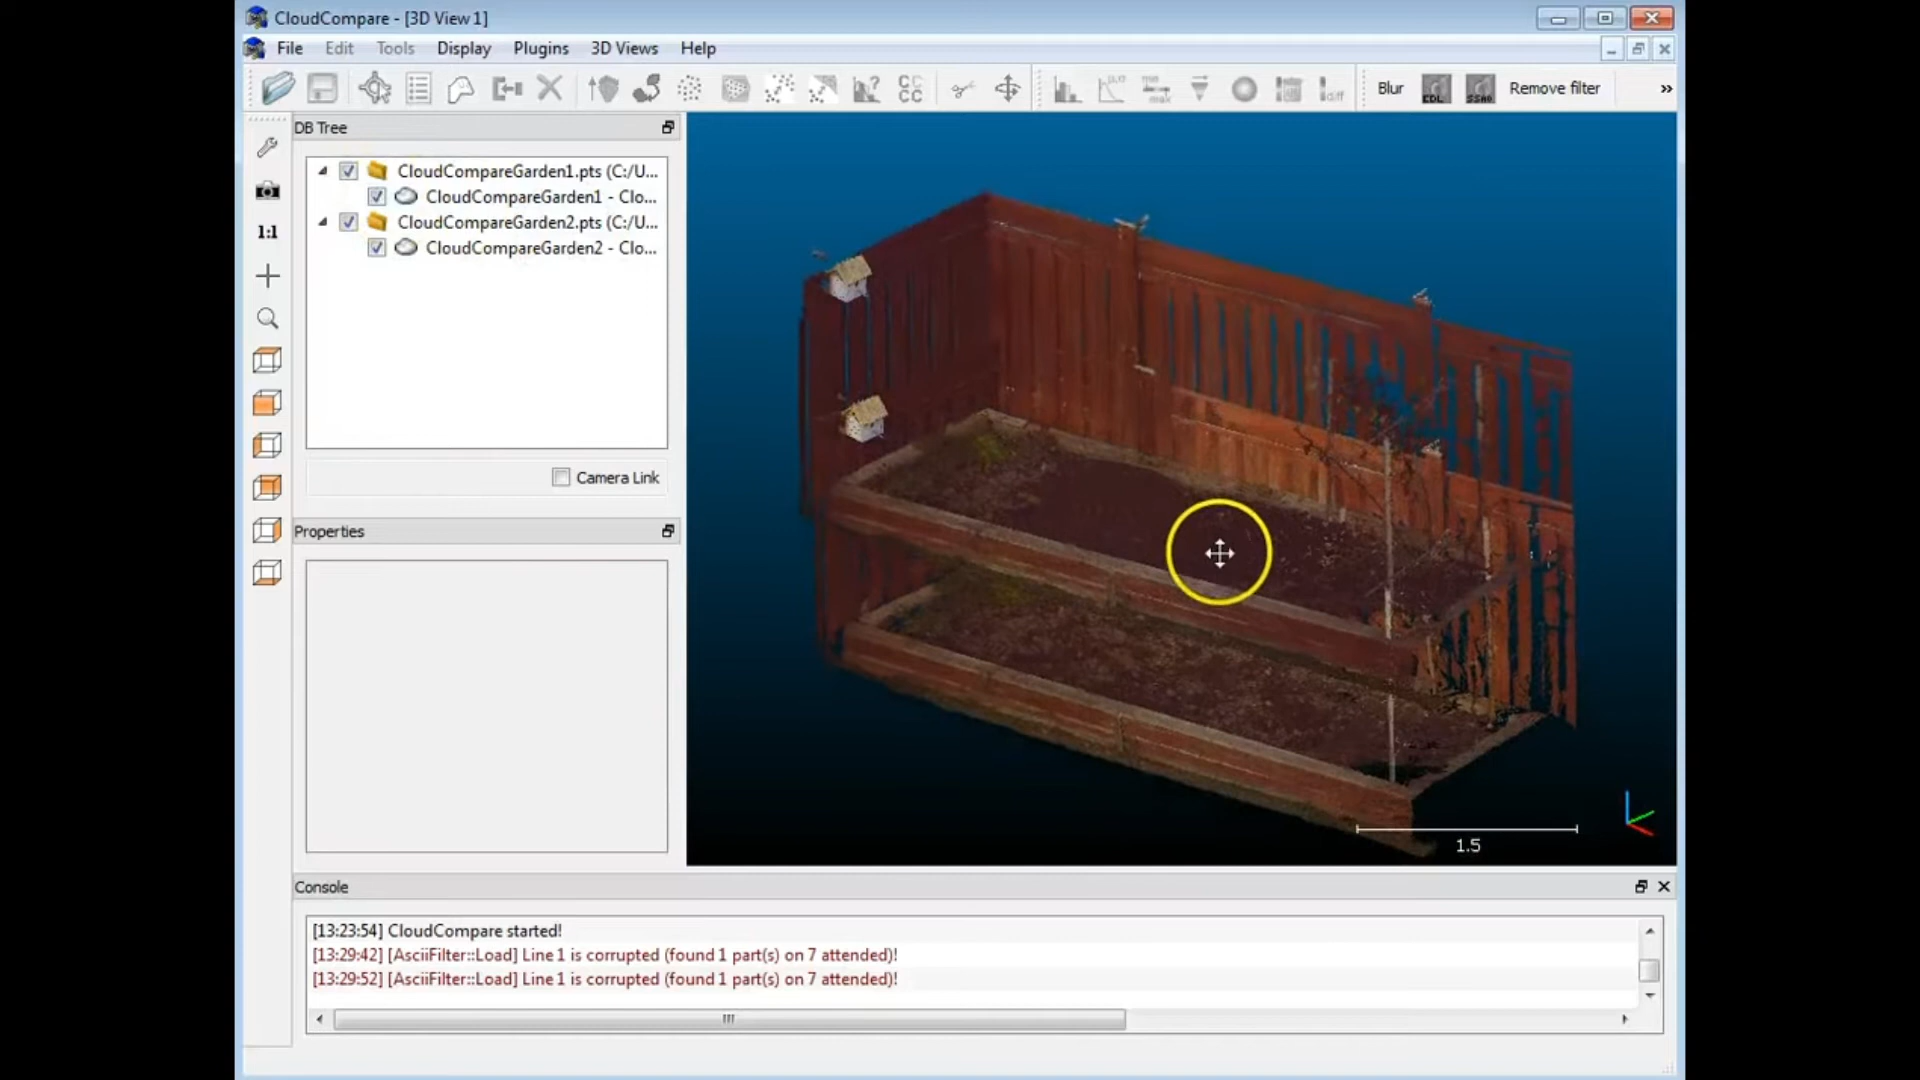 CloudCompare - [3D View 1]
File Edit Tools Display Plugins 3D Views Help
Blur EDL SSAO Remove filter »
DB Tree
CloudCompareGarden1.pts (C:/U...
CloudCompareGarden1 - Clo...
CloudCompareGarden2.pts (C:/U...
CloudCompareGarden2 - Clo...
1:1
Camera Link
Properties
1.5
Console
[13:23:54] CloudCompare started!
[13:29:42] [AsciiFilter::Load] Line 1 is corrupted (found 1 part(s) on 7 attended)!
[13:29:52] [AsciiFilter::Load] Line 1 is corrupted (found 1 part(s) on 7 attended)!